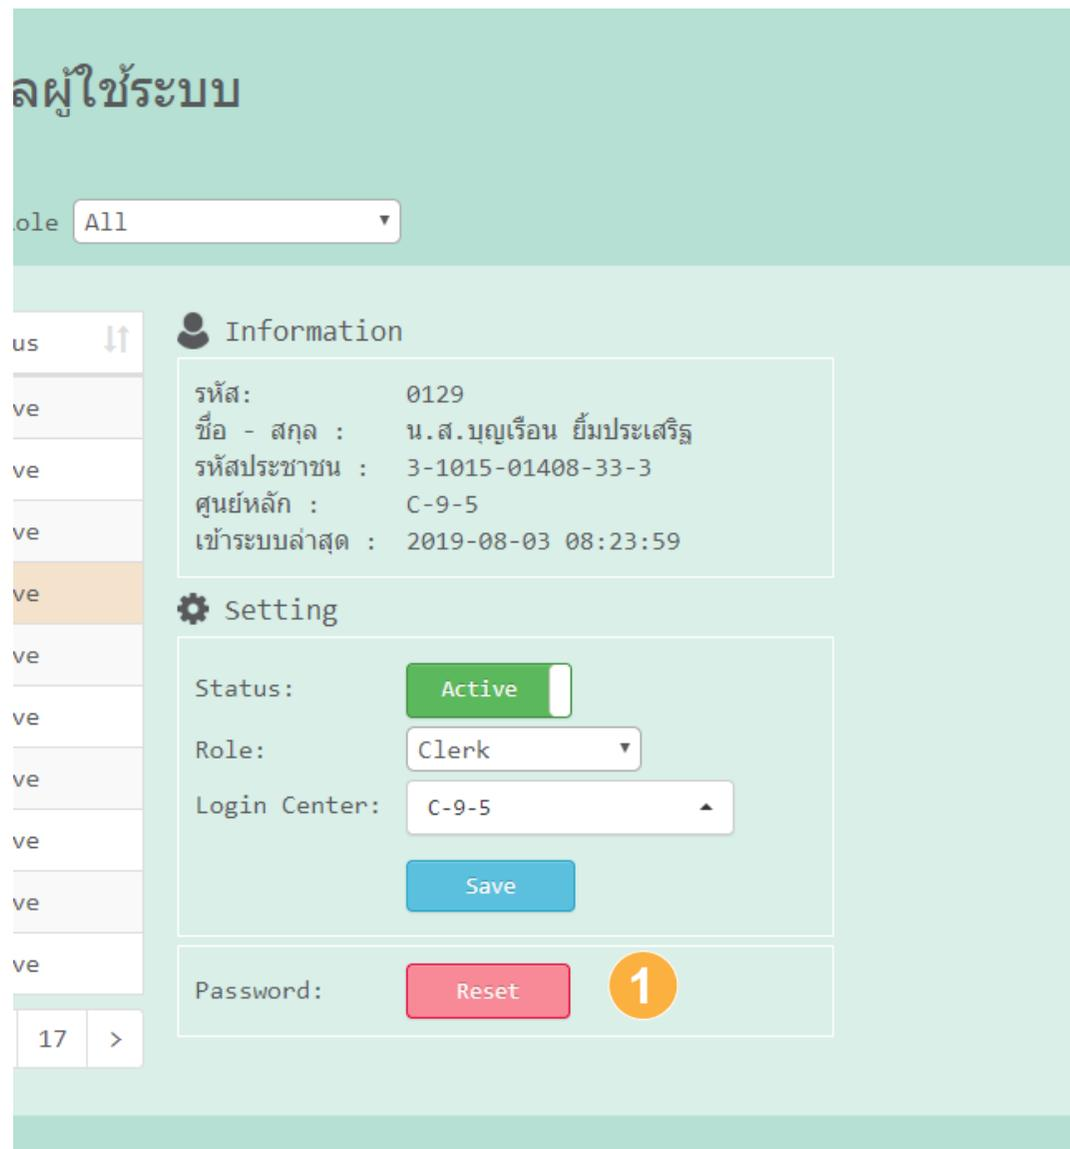 ลผู้ใช้ระบบ
ole All
us
Information
ve
รหัส: 0129
ชื่อ - สกุล : น.ส.บุญเรือน ยิ้มประเสริฐ
ve
รหัสประชาชน : 3-1015-01408-33-3
ศูนย์หลัก : C-9-5
ve
เข้าระบบล่าสุด : 2019-08-03 08:23:59
ve
Setting
ve
Status: Active
ve
Role: Clerk
ve
Login Center: C-9-5
ve
Save
ve
ve
Password: Reset 1
17 >